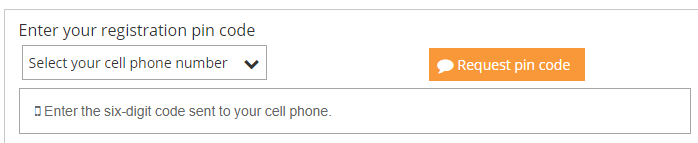 Enter your registration pin code
Select your cell phone number
Request pin code
Enter the six-digit code sent to your cell phone.